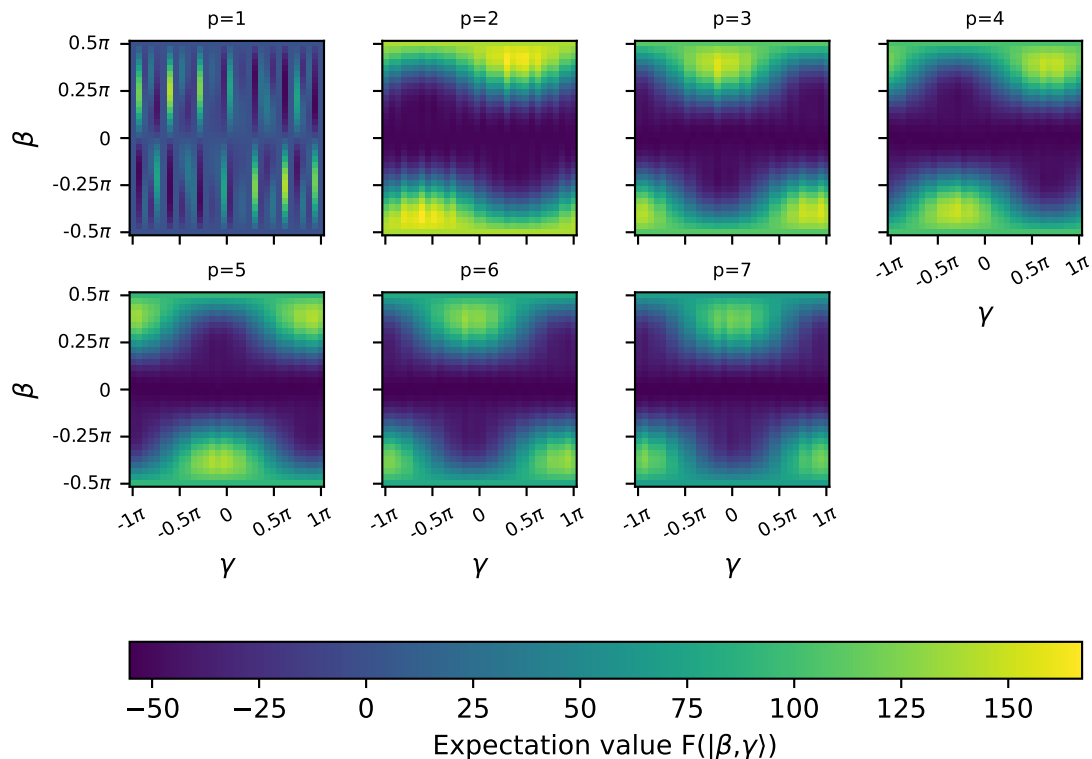 p=1 p=2 p=3 p=4
0.5π
0.25π
β 0
-0.25π
-0.5π
-1π -0.5π 0 0.5π 1π
γ
p=5 p=6 p=7
0.5π
0.25π
β 0
-0.25π
-0.5π
-1π -0.5π 0 0.5π 1π -1π -0.5π 0 0.5π 1π -1π -0.5π 0 0.5π 1π
γ γ γ
−50 −25 0 25 50 75 100 125 150
Expectation value F(|β,γ⟩)